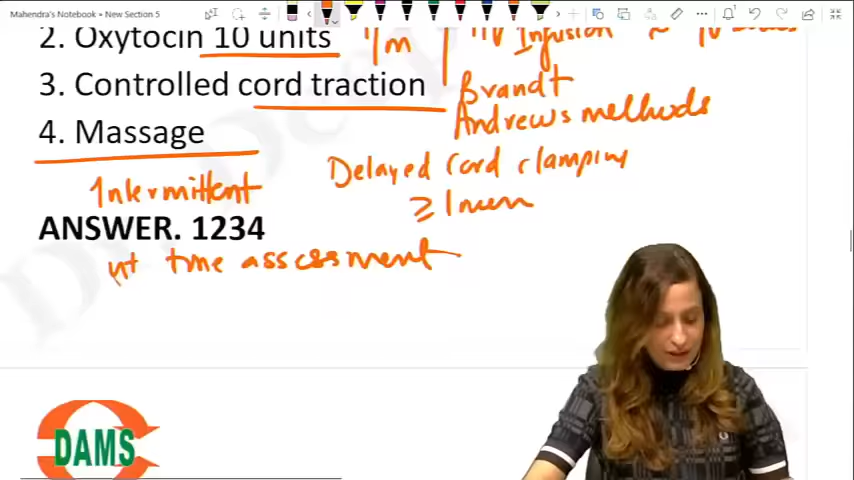 Mahendra's Notebook • New Section 5
2. Oxytocin 10 units I/m IV Infusion
3. Controlled cord traction Brandt
Andrews methods
4. Massage
Delayed cord clamping
Intermittent ≥ 1 min
ANSWER. 1234
ut tone assessment
DAMS